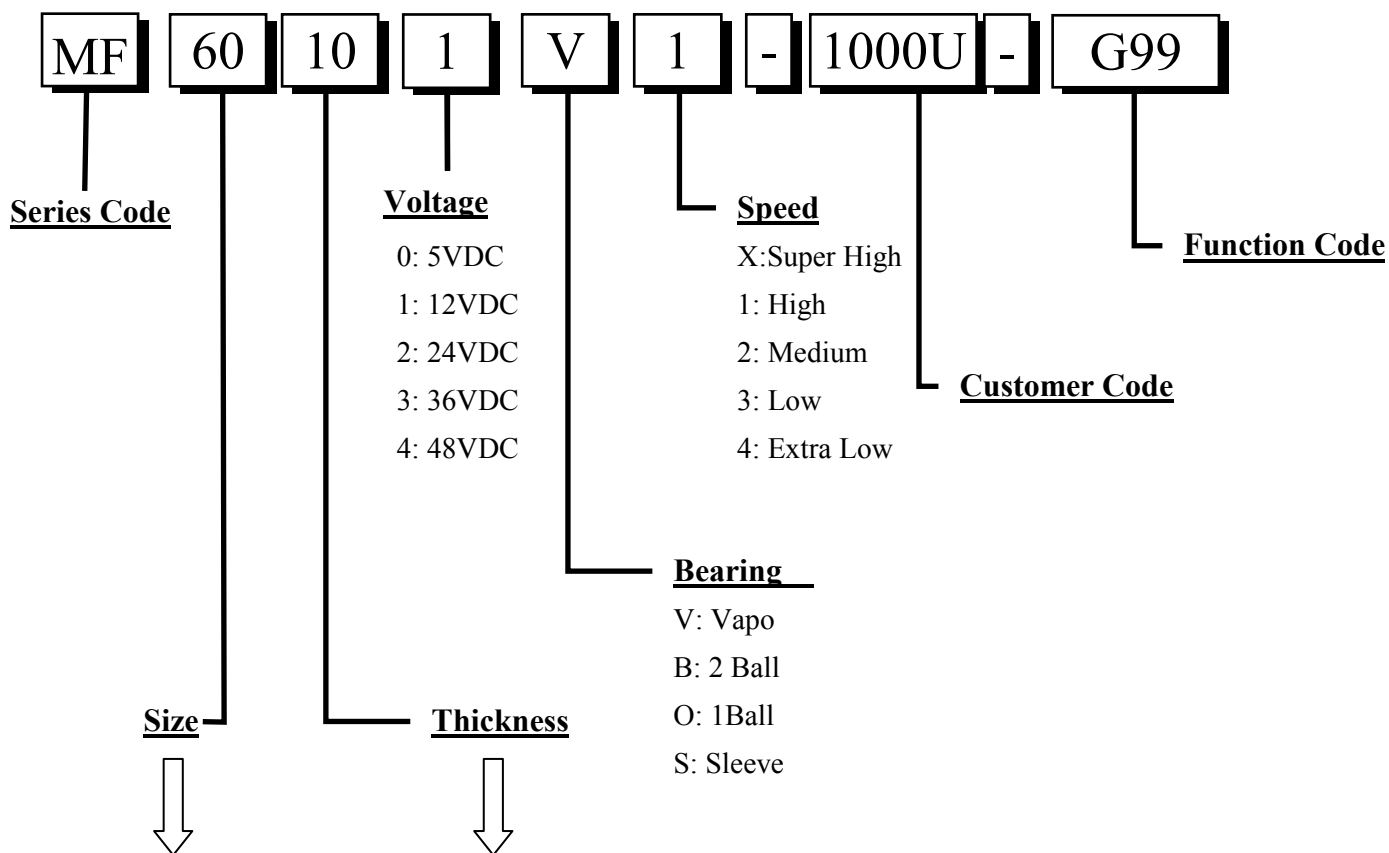 MF 60 10 1 V 1 - 1000U - G99
Series Code
Voltage
0: 5VDC
1: 12VDC
2: 24VDC
3: 36VDC
4: 48VDC
Speed
X:Super High
1: High
2: Medium
3: Low
4: Extra Low
Function Code
Customer Code
Bearing
V: Vapo
B: 2 Ball
O: 1Ball
S: Sleeve
Size
Thickness